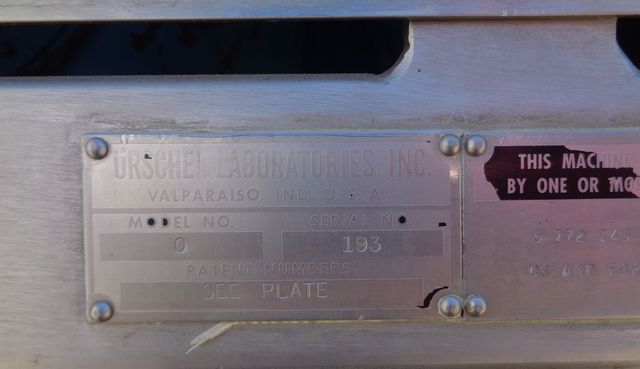 URSCHEL LABORATORIES, INC.
VALPARAISO, IND. U.S.A.
MODEL NO. SERIAL NO
O 193
PATENT NUMBERS
SEE PLATE
THIS MACHINE
BY ONE OR MO